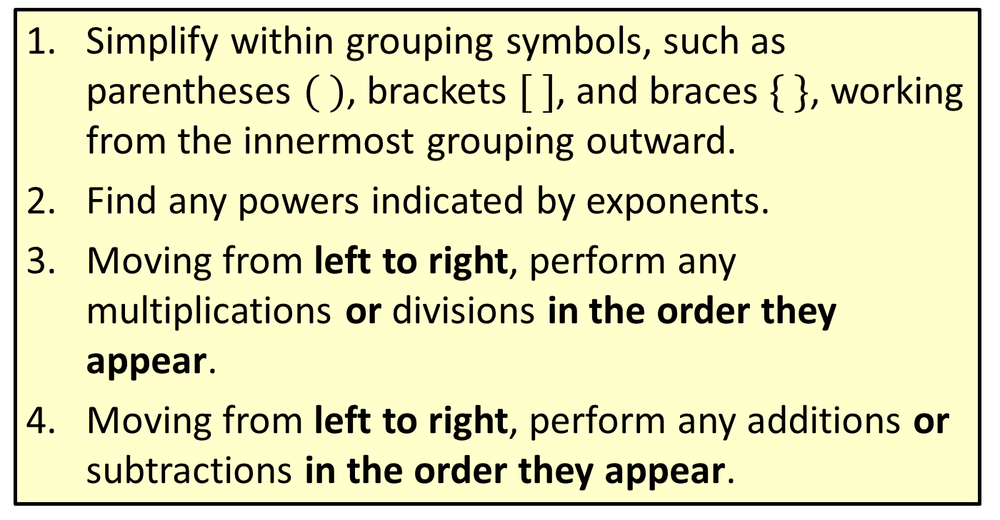 1. Simplify within grouping symbols, such as
parentheses ( ), brackets [ ], and braces { }, working
from the innermost grouping outward.
2. Find any powers indicated by exponents.
3. Moving from left to right, perform any
multiplications or divisions in the order they
appear.
4. Moving from left to right, perform any additions or
subtractions in the order they appear.